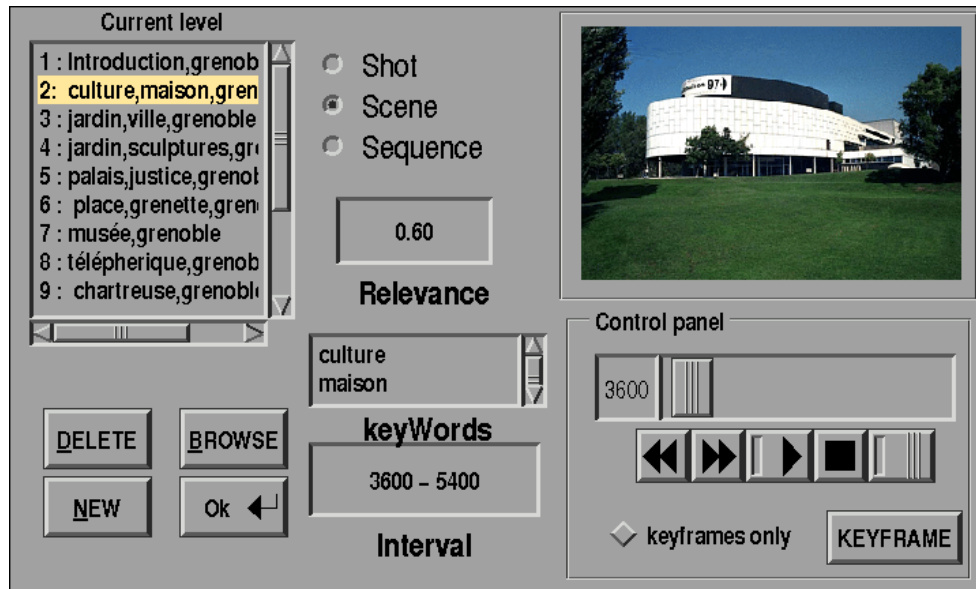 Current level
1 : Introduction,grenob
2: culture,maison,gren
3 : jardin,ville,grenoble
4 : jardin,sculptures,gr
5 : palais,justice,grenob
6 : place,grenette,gren
7 : musée,grenoble
8 : télépherique,grenob
9 : chartreuse,grenobl
Shot
Scene
Sequence
0.60
Relevance
culture
maison
keyWords
3600 – 5400
Interval
DELETE
BROWSE
NEW
Ok
97
Control panel
3600
keyframes only
KEYFRAME